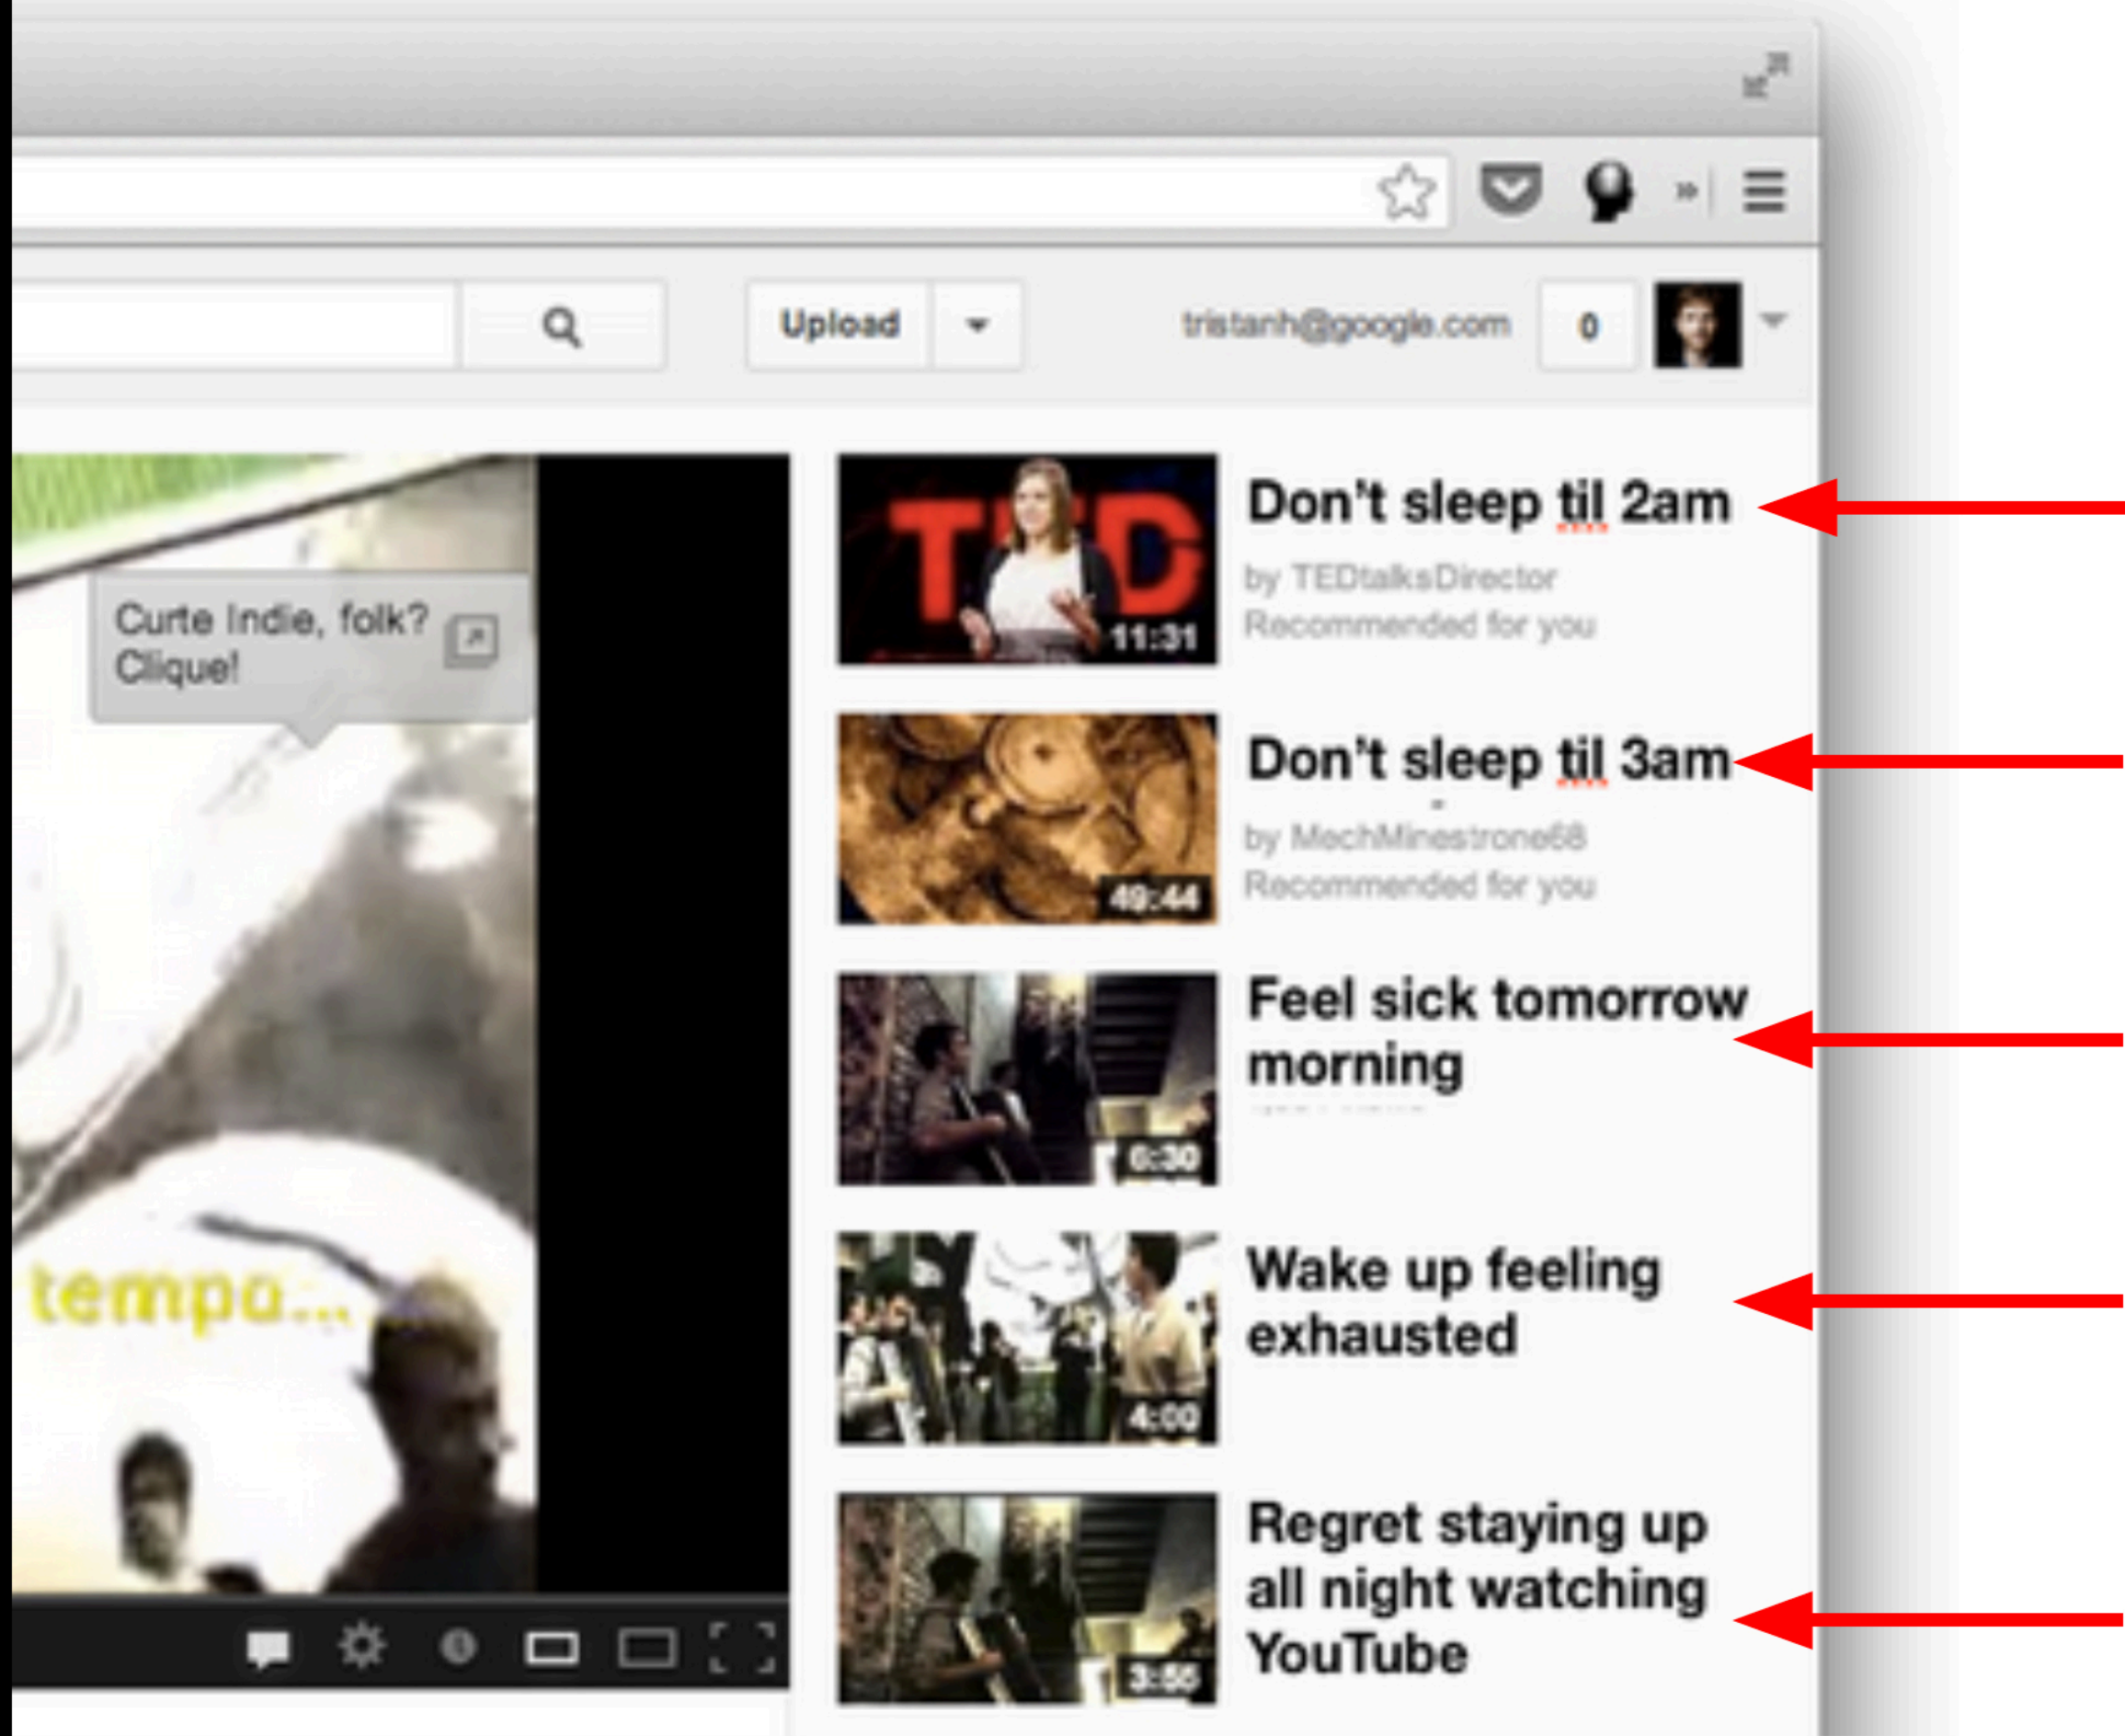 Upload
tristanh@google.com
0
Curte Indie, folk?
Clique!
tempo...
TED
11:31
Don't sleep til 2am
by TEDtalksDirector
Recommended for you
49:44
Don't sleep til 3am
by MechMinestrone68
Recommended for you
6:30
Feel sick tomorrow
morning
4:00
Wake up feeling
exhausted
3:55
Regret staying up
all night watching
YouTube